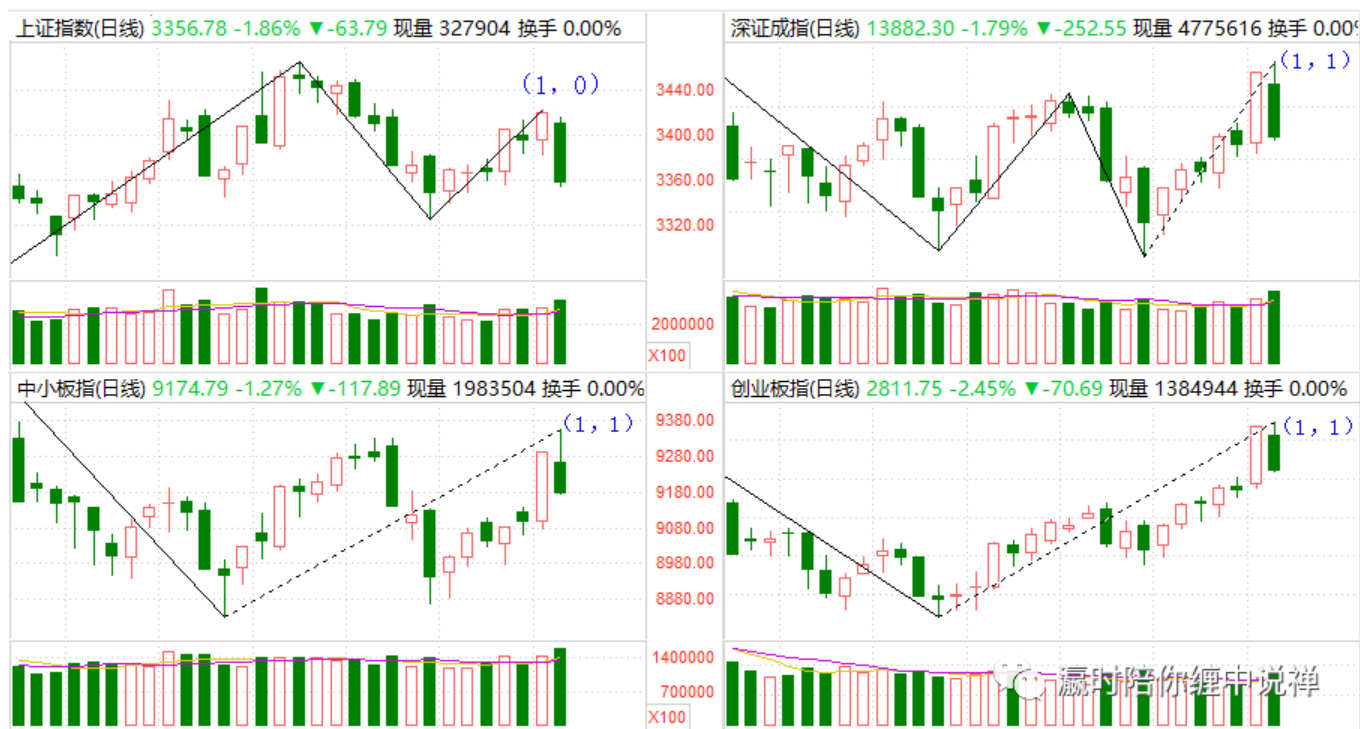 上证指数(日线) 3356.78 -1.86% ▼-63.79 现量 327904 换手 0.00%
(1, 0)
3440.00
3400.00
3360.00
3320.00
2000000
X100
深证成指(日线) 13882.30 -1.79% ▼-252.55 现量 4775616 换手 0.00%
(1, 1)
中小板指(日线) 9174.79 -1.27% ▼-117.89 现量 1983504 换手 0.00%
(1, 1)
9380.00
9280.00
9180.00
9080.00
8980.00
8880.00
1400000
700000
X100
创业板指(日线) 2811.75 -2.45% ▼-70.69 现量 1384944 换手 0.00%
(1, 1)
瀛时陪你缠中说禅